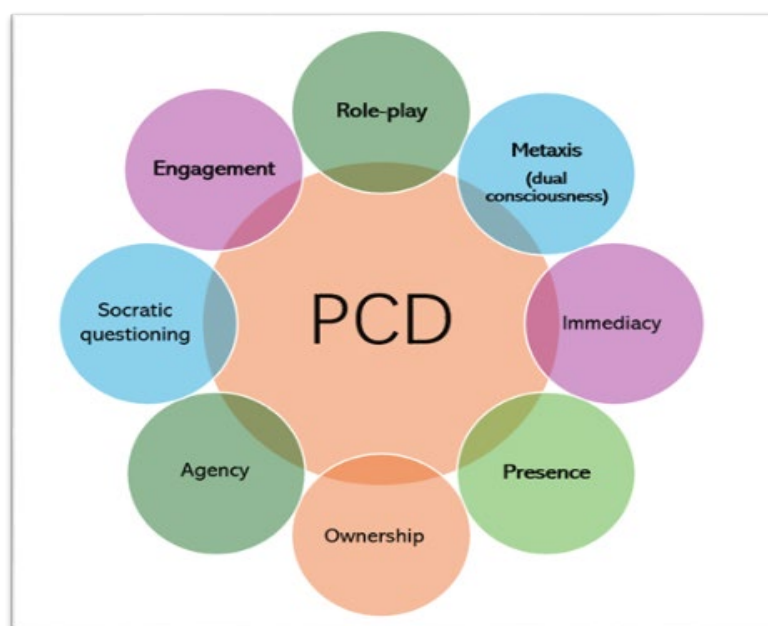 Role-play
Metaxis
(dual
consciousness)
Immediacy
Presence
Ownership
Agency
Socratic
questioning
Engagement
PCD